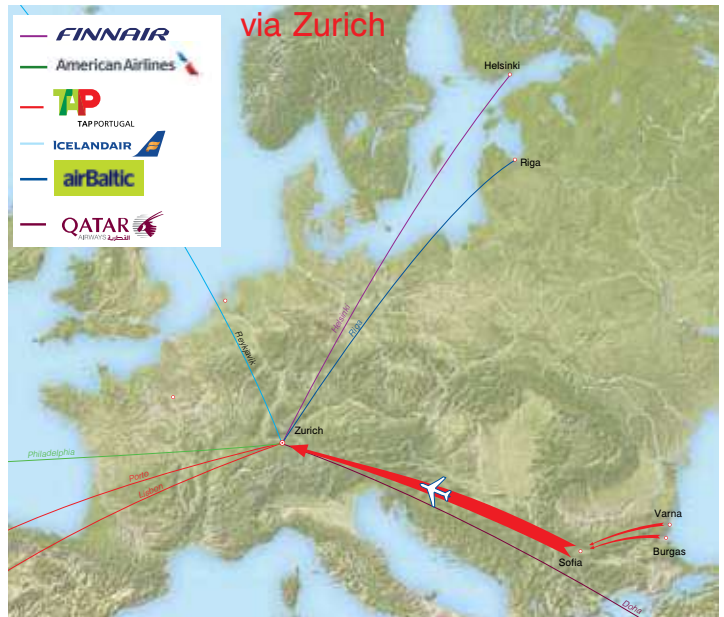 via Zurich
FINNAIR
American Airlines
TAP
TAP PORTUGAL
ICELANDAIR
airBaltic
QATAR
AIRWAYS القطرية
Helsinki
Riga
Helsinki
Riga
Reykjavik
Zurich
Philadelphia
Porte
Lisbon
Varna
Burgas
Sofia
Doha